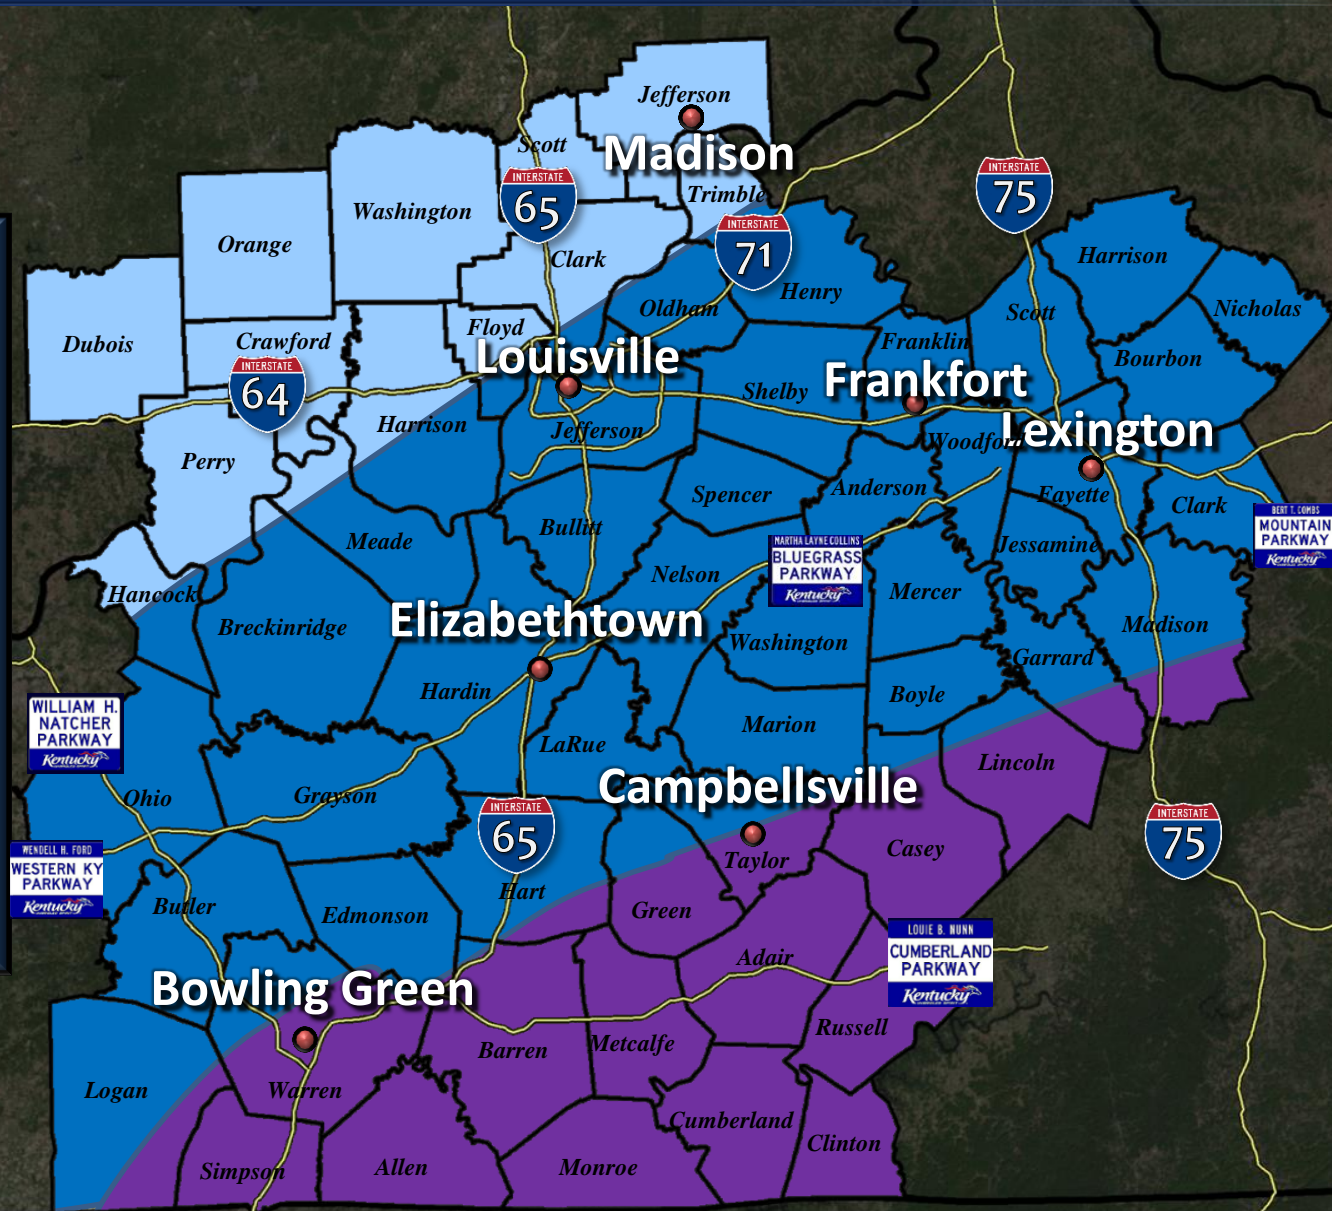 Jefferson
Scott
Madison
INTERSTATE
65
INTERSTATE
75
Trimble
Washington
Orange
INTERSTATE
71
Clark
Harrison
Henry
Oldham
Nicholas
Scott
Dubois
Crawford
Floyd
Franklin
Louisville
Bourbon
INTERSTATE
64
Shelby
Frankfort
Harrison
Jefferson
Woodford
Lexington
Perry
Spencer
Anderson
Fayette
Clark
BERT T. COMBS
MOUNTAIN
PARKWAY
Kentucky
Meade
Bullitt
MARTHA LAYNE COLLINS
BLUEGRASS
PARKWAY
Kentucky
Jessamine
Nelson
Hancock
Mercer
Breckinridge
Elizabethtown
Washington
Madison
Garrard
Hardin
Boyle
WILLIAM H.
NATCHER
PARKWAY
Kentucky
LaRue
Marion
Lincoln
Ohio
Grayson
Campbellsville
INTERSTATE
65
INTERSTATE
75
WENDELL H. FORD
WESTERN KY
PARKWAY
Kentucky
Taylor
Casey
Hart
Butler
Edmonson
Green
LOUIE B. NUNN
CUMBERLAND
PARKWAY
Kentucky
Adair
Bowling Green
Russell
Barren
Metcalfe
Logan
Warren
Cumberland
Clinton
Simpson
Allen
Monroe